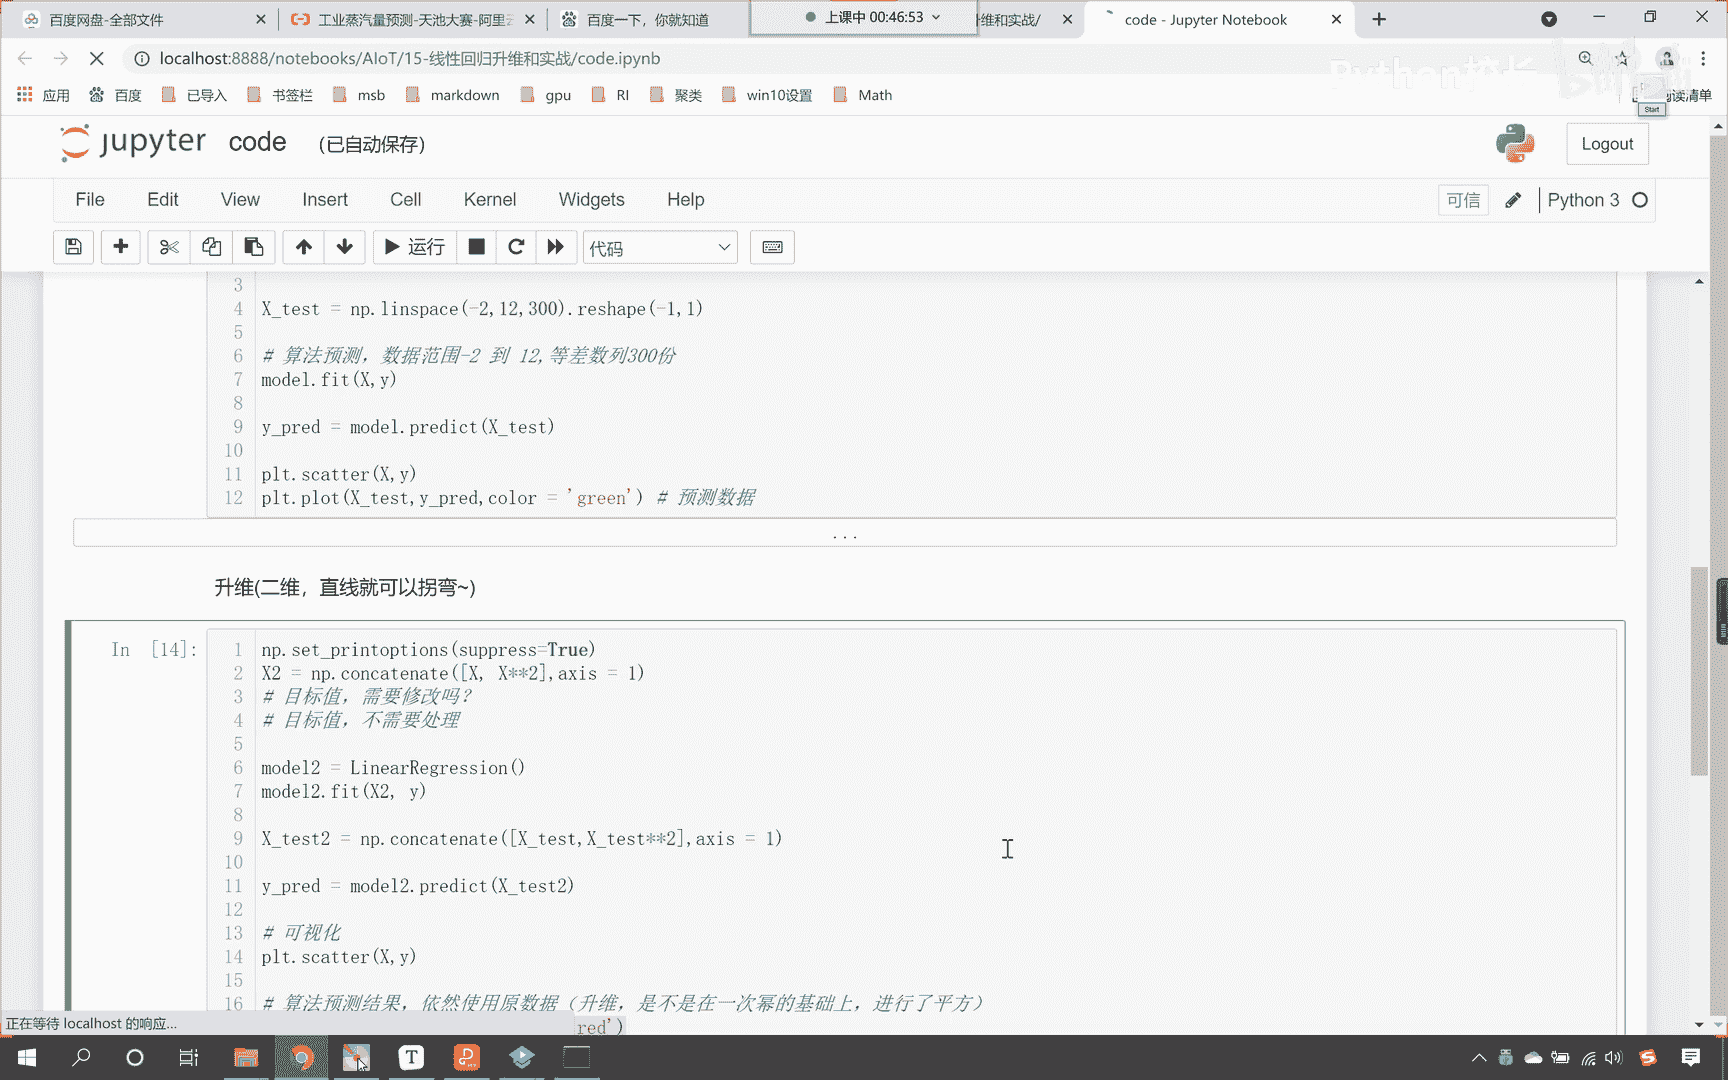 百度网盘-全部文件
工业蒸汽量预测-天池大赛-阿里云
百度一下，你就知道
上课中 00:46:53
维和实战/
code - Jupyter Notebook
localhost:8888/notebooks/AIoT/15-线性回归升维和实战/code.ipynb
应用 百度 已导入 书签栏 msb markdown gpu RI 聚类 win10设置 Math 阅读清单
Start
jupyter code (已自动保存)
Logout
File Edit View Insert Cell Kernel Widgets Help
可信 Python 3
运行 代码
3
4 X_test = np.linspace(-2,12,300).reshape(-1,1)
5
6 # 算法预测，数据范围-2 到 12,等差数列300份
7 model.fit(X,y)
8
9 y_pred = model.predict(X_test)
10
11 plt.scatter(X,y)
12 plt.plot(X_test,y_pred,color = 'green') # 预测数据
...
升维(二维，直线就可以拐弯~)
In [14]:
1 np.set_printoptions(suppress=True)
2 X2 = np.concatenate([X, X**2],axis = 1)
3 # 目标值，需要修改吗？
4 # 目标值，不需要处理
5
6 model2 = LinearRegression()
7 model2.fit(X2, y)
8
9 X_test2 = np.concatenate([X_test,X_test**2],axis = 1)
10
11 y_pred = model2.predict(X_test2)
12
13 # 可视化
14 plt.scatter(X,y)
15
16 # 算法预测结果，依然使用原数据（升维，是不是在一次幂的基础上，进行了平方）
red')
正在等待 localhost 的响应...